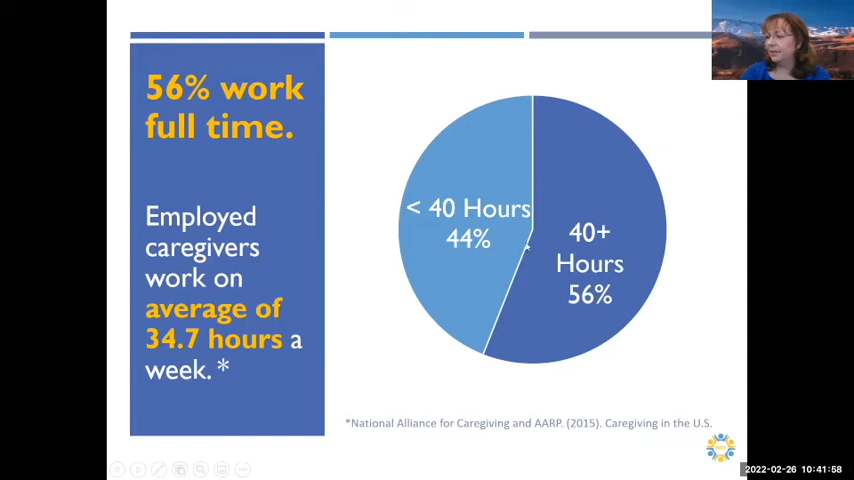 56% work
full time.
Employed
caregivers
work on
average of
34.7 hours a
week. *
< 40 Hours
44%
40+
Hours
56%
*National Alliance for Caregiving and AARP. (2015). Caregiving in the U.S.
2022-02-26 10:41:58